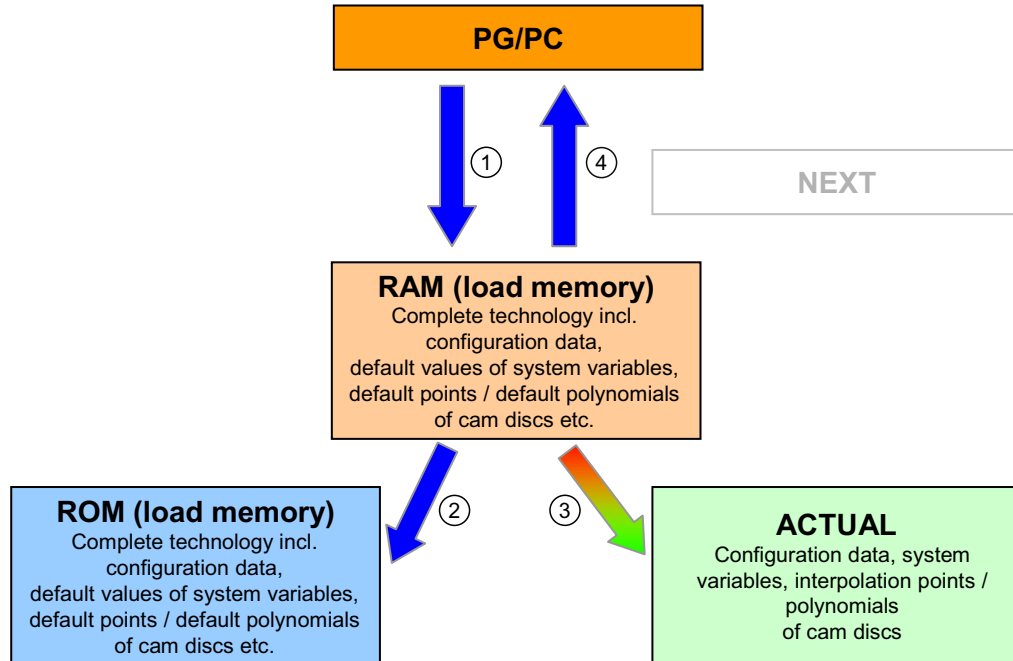 PG/PC
①
④
NEXT
RAM (load memory)
Complete technology incl.
configuration data,
default values of system variables,
default points / default polynomials
of cam discs etc.
②
③
ROM (load memory)
Complete technology incl.
configuration data,
default values of system variables,
default points / default polynomials
of cam discs etc.
ACTUAL
Configuration data, system
variables, interpolation points /
polynomials
of cam discs